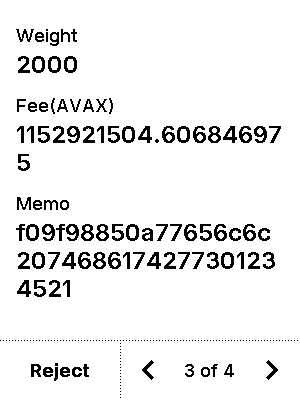 Weight
2000
Fee(AVAX)
1152921504.60684697
5
Memo
f09f98850a77656c6c
207468617427730123
4521
Reject
3 of 4